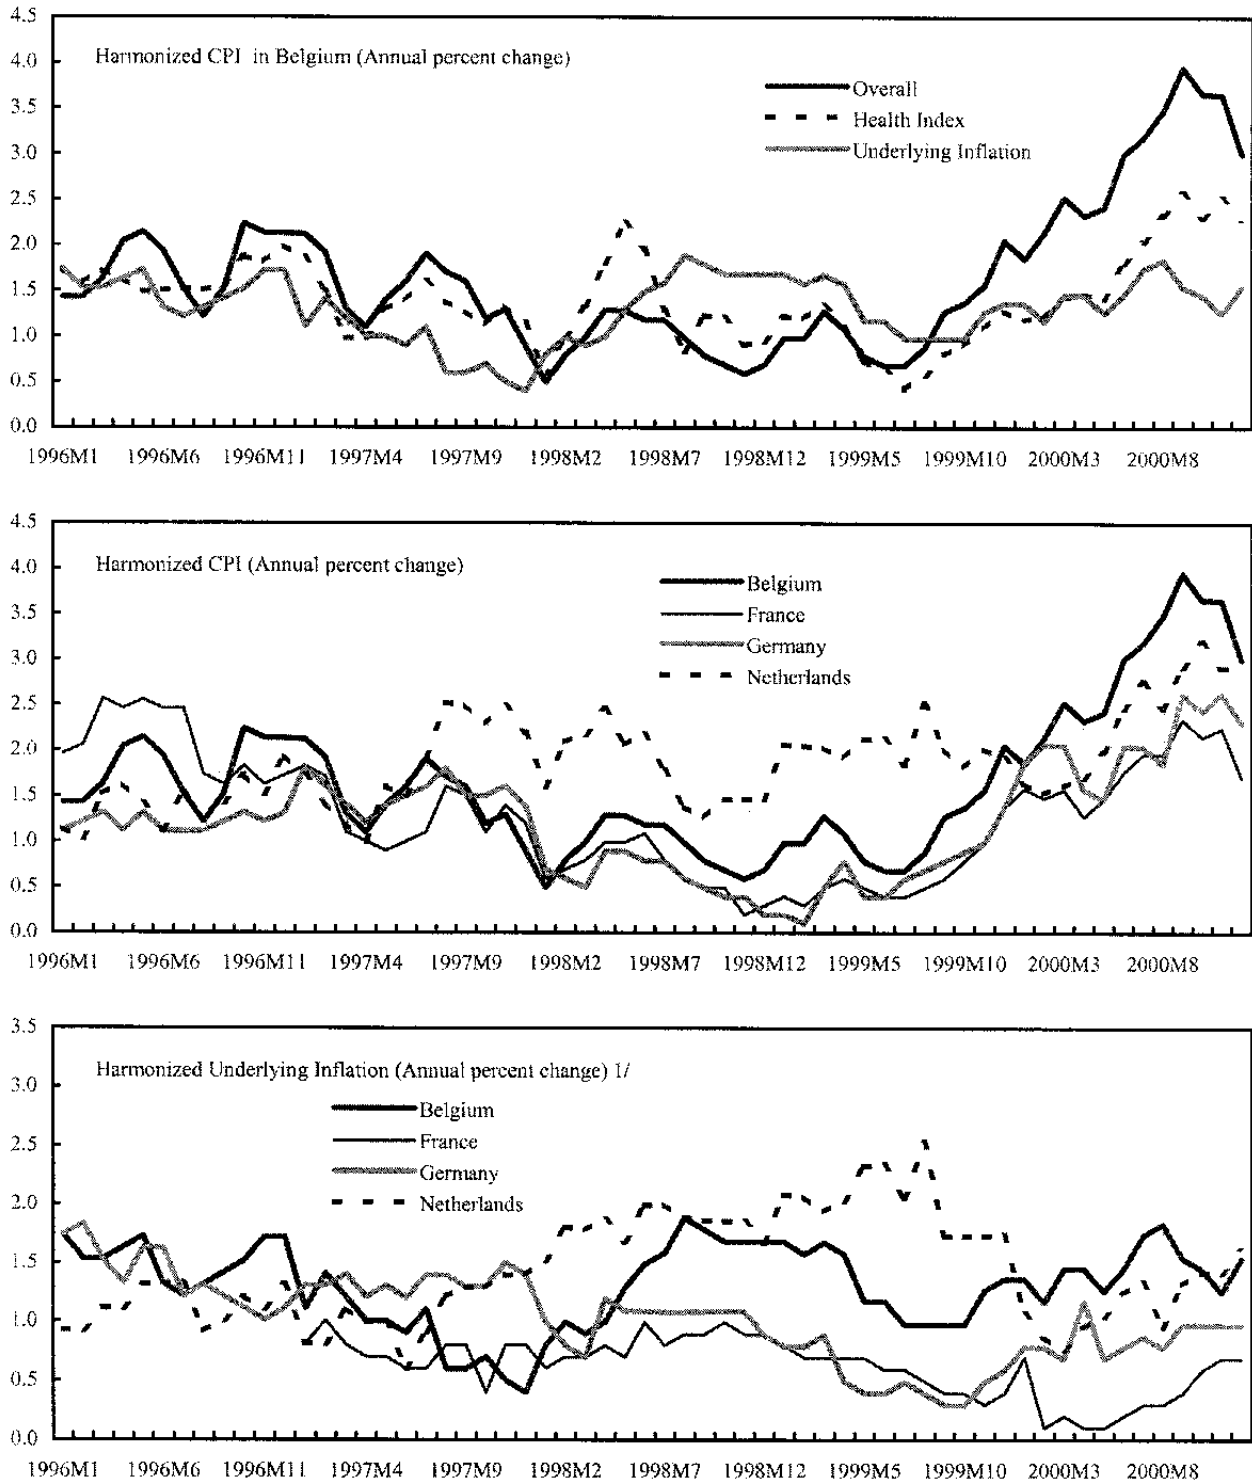 4.5
Harmonized CPI in Belgium (Annual percent change)
4.0
Overall
3.5
Health Index
3.0
Underlying Inflation
2.5
2.0
1.5
1.0
0.5
0.0
1996M1 1996M6 1996M11 1997M4 1997M9 1998M2 1998M7 1998M12 1999M5 1999M10 2000M3 2000M8
4.5
Harmonized CPI (Annual percent change)
4.0
Belgium
3.5
France
Germany
3.0
Netherlands
2.5
2.0
1.5
1.0
0.5
0.0
1996M1 1996M6 1996M11 1997M4 1997M9 1998M2 1998M7 1998M12 1999M5 1999M10 2000M3 2000M8
3.5
Harmonized Underlying Inflation (Annual percent change) 1/
3.0
Belgium
2.5
France
Germany
2.0
Netherlands
1.5
1.0
0.5
0.0
1996M1 1996M6 1996M11 1997M4 1997M9 1998M2 1998M7 1998M12 1999M5 1999M10 2000M3 2000M8